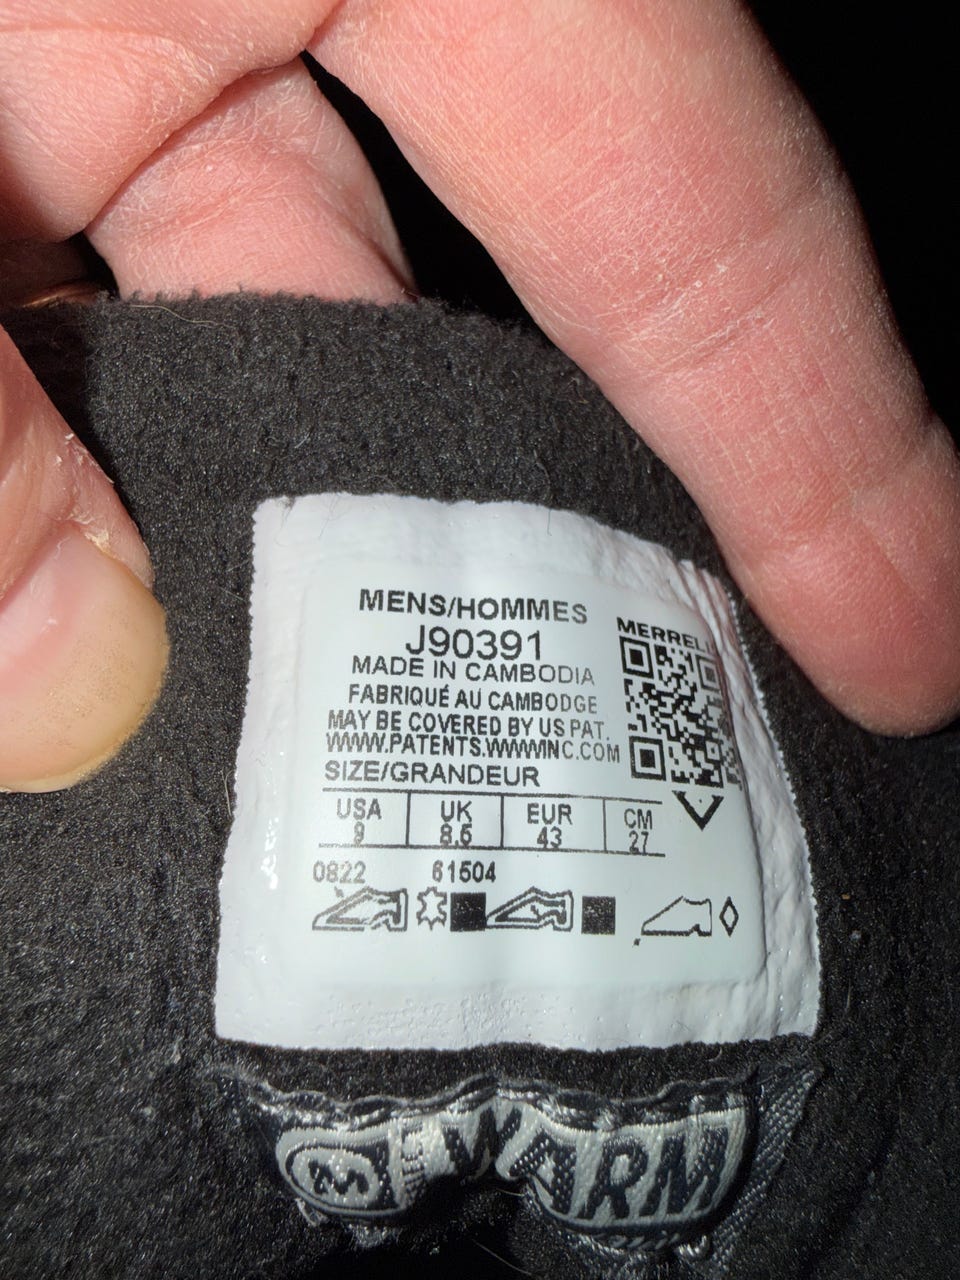 MENS/HOMMES
J90391
MERRELL
MADE IN CAMBODIA
FABRIQUÉ AU CAMBODGE
MAY BE COVERED BY US PAT.
WWW.PATENTS.WWWINC.COM
SIZE/GRANDEUR
USA UK EUR CM
9 8.5 43 27
0822 61504
M WARM